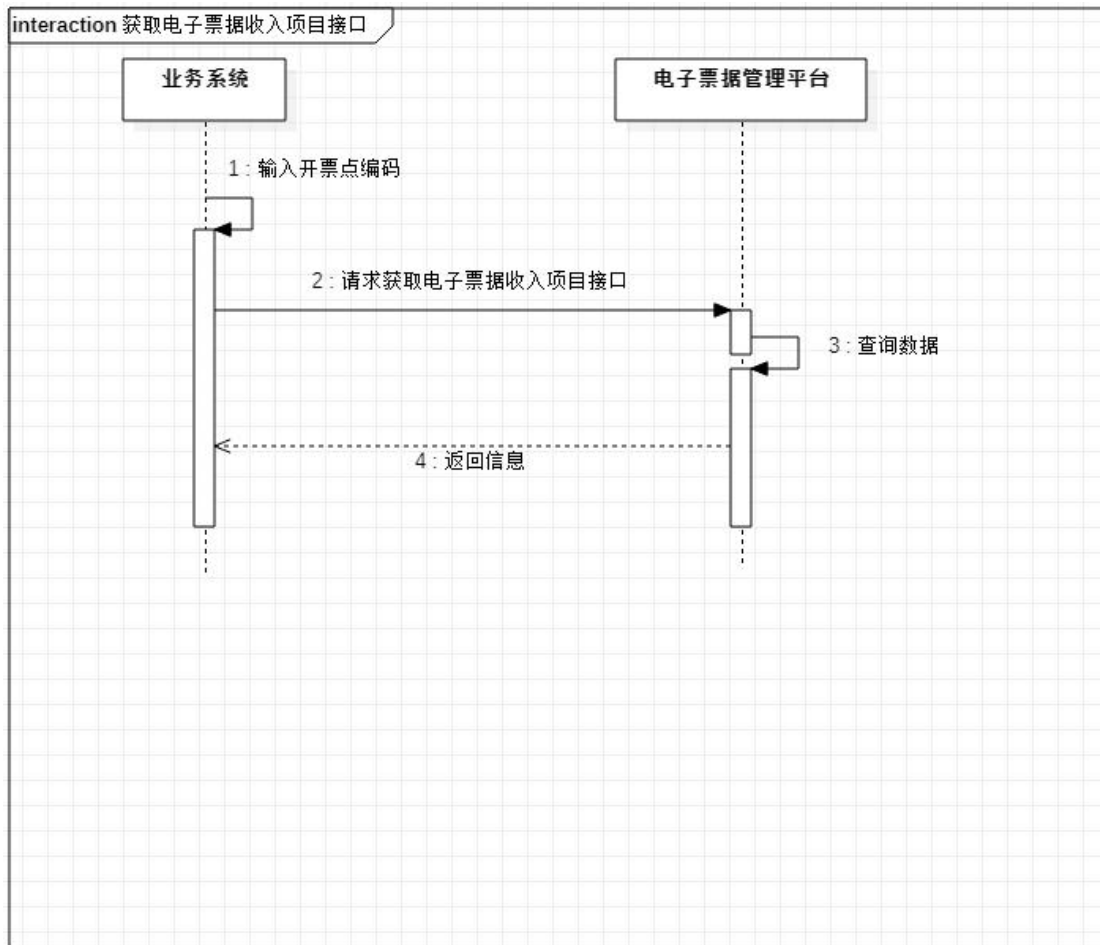 interaction 获取电子票据收入项目接口
业务系统
电子票据管理平台
1 : 输入开票点编码
2 : 请求获取电子票据收入项目接口
3 : 查询数据
4 : 返回信息